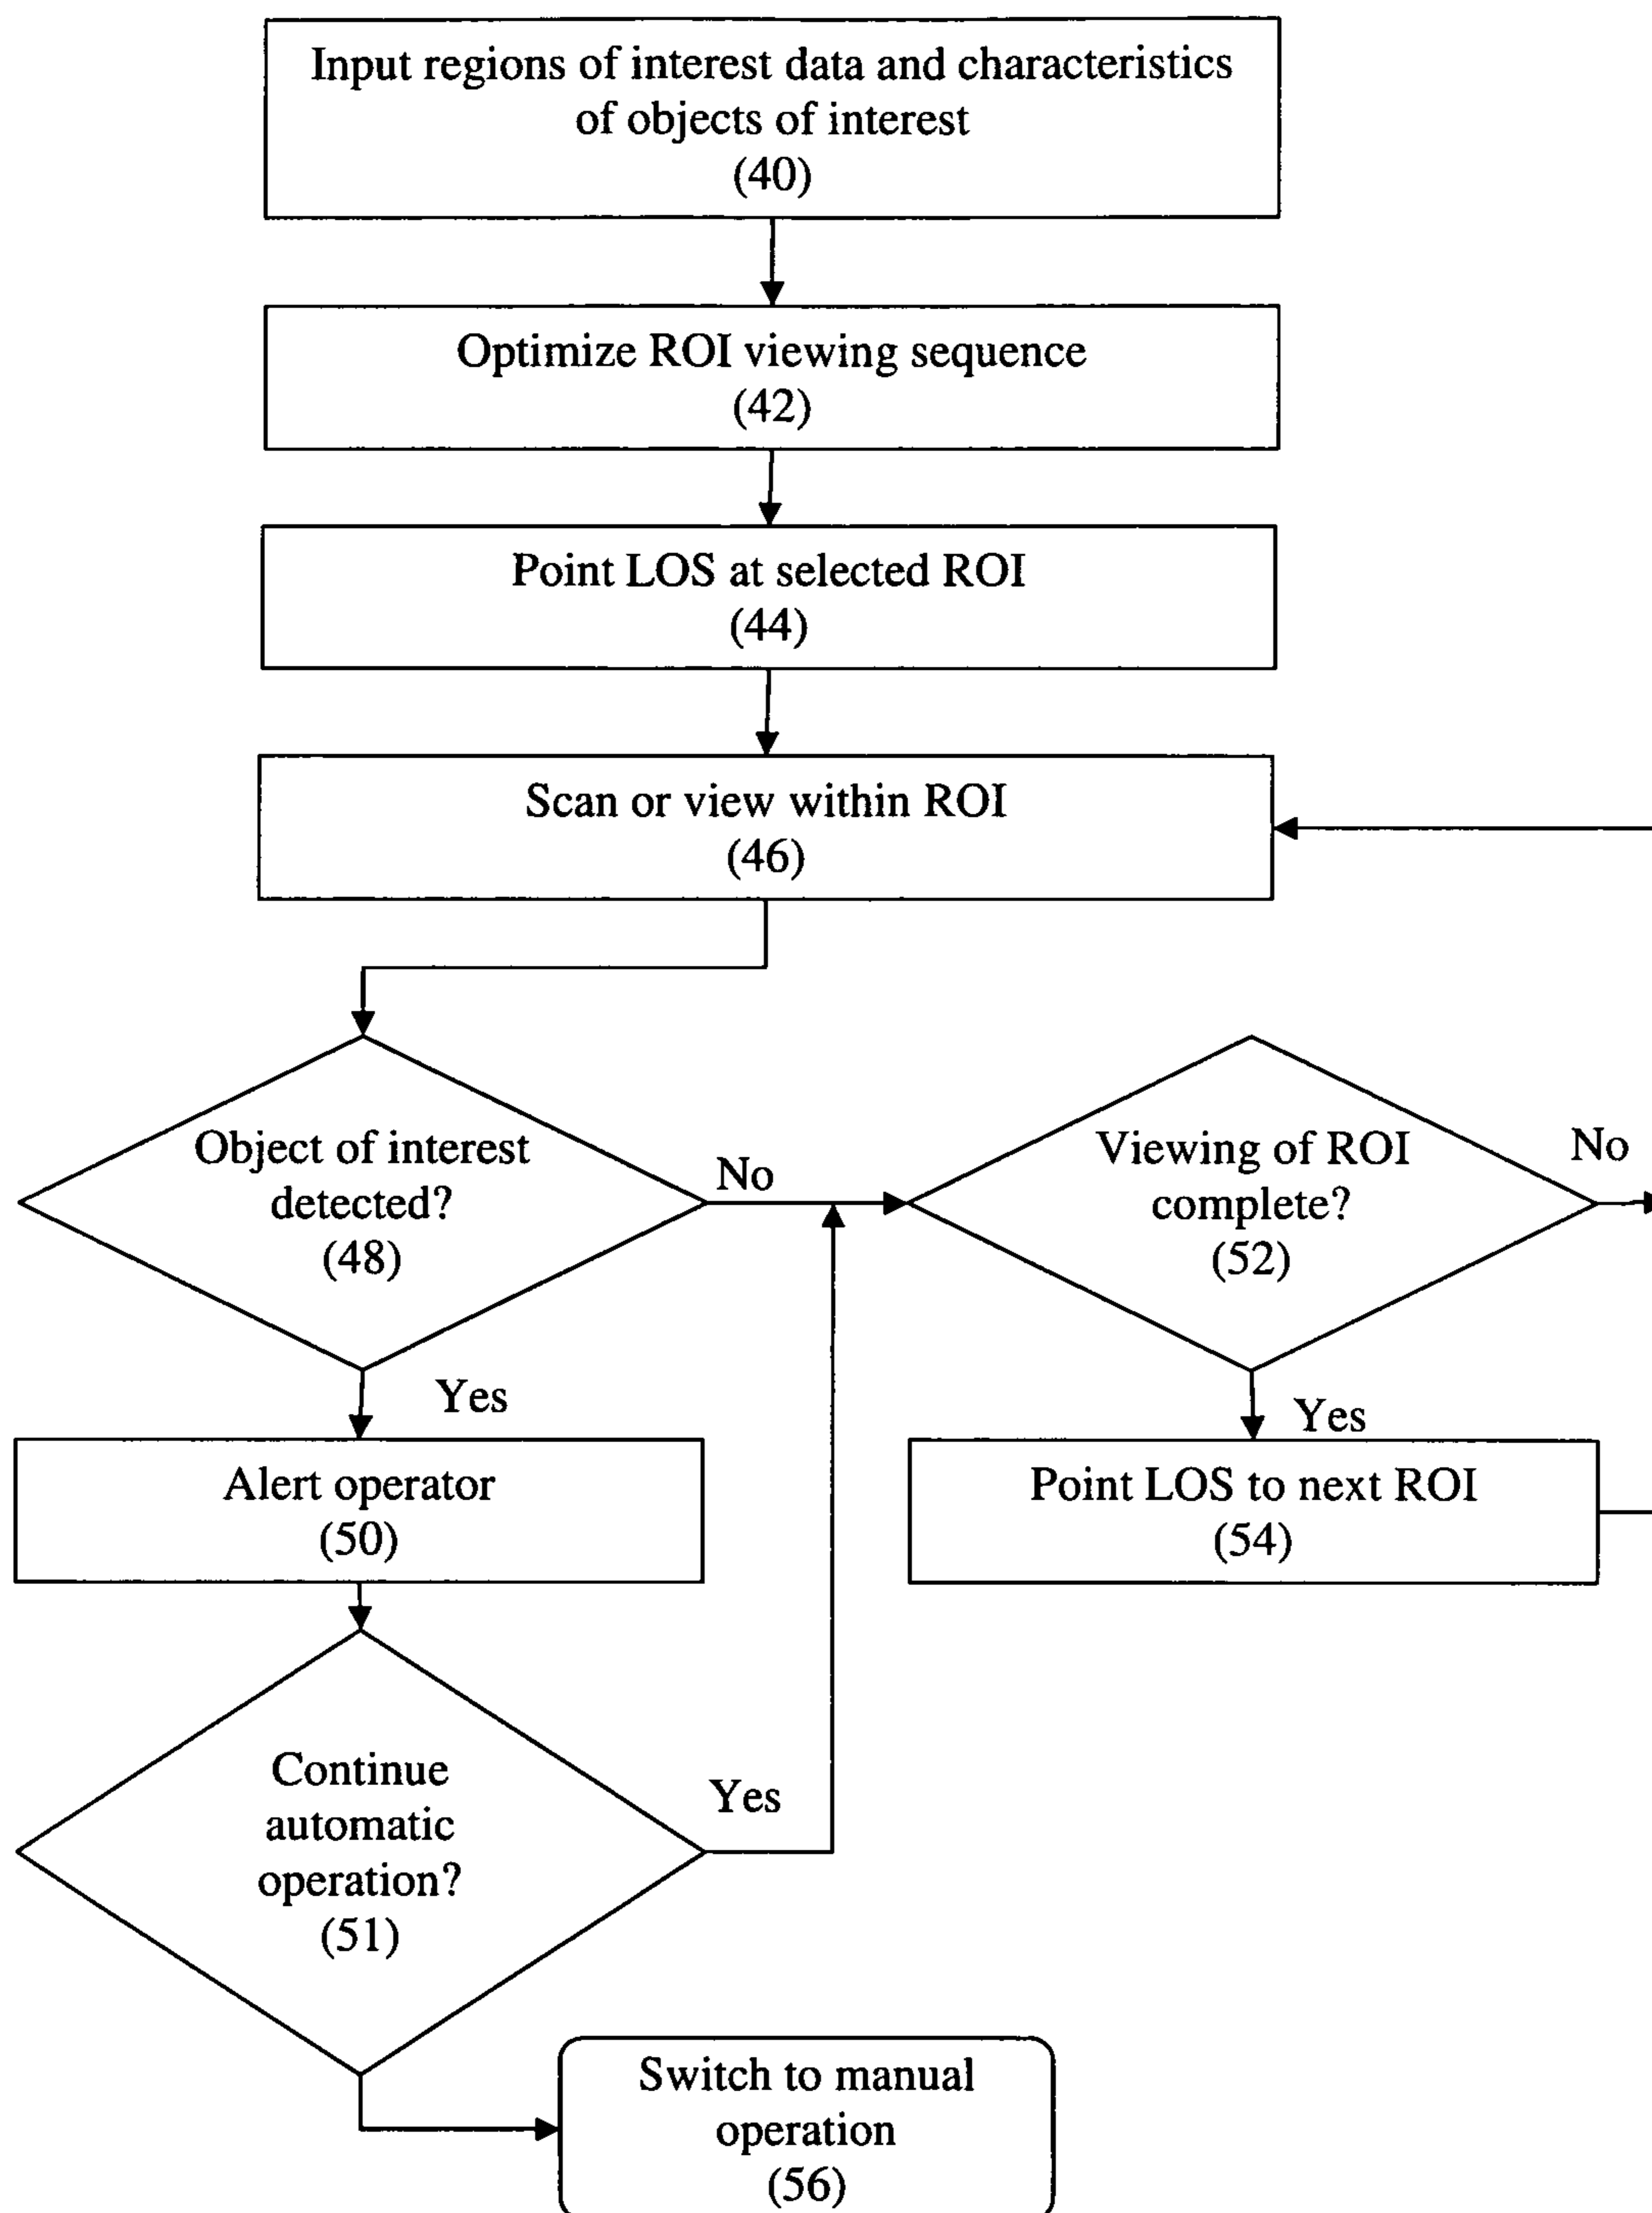 Input regions of interest data and characteristics
of objects of interest
(40)
Optimize ROI viewing sequence
(42)
Point LOS at selected ROI
(44)
Scan or view within ROI
(46)
Object of interest
detected?
(48)
No
Viewing of ROI
complete?
(52)
No
Yes
Yes
Alert operator
(50)
Point LOS to next ROI
(54)
Continue
automatic
operation?
(51)
Yes
Switch to manual
operation
(56)